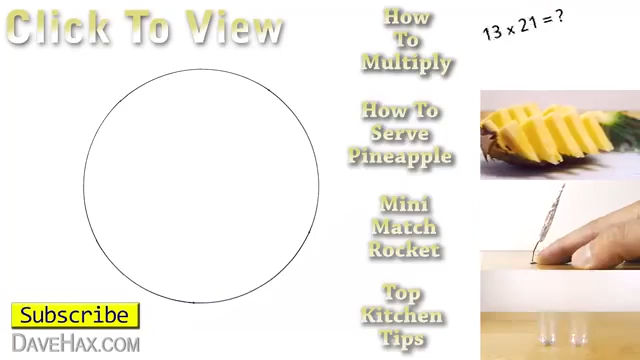 Click To View
How
To
Multiply
13 x 21 = ?
How To
Serve
Pineapple
Mini
Match
Rocket
Top
Kitchen
Tips
Subscribe
DaveHax.com